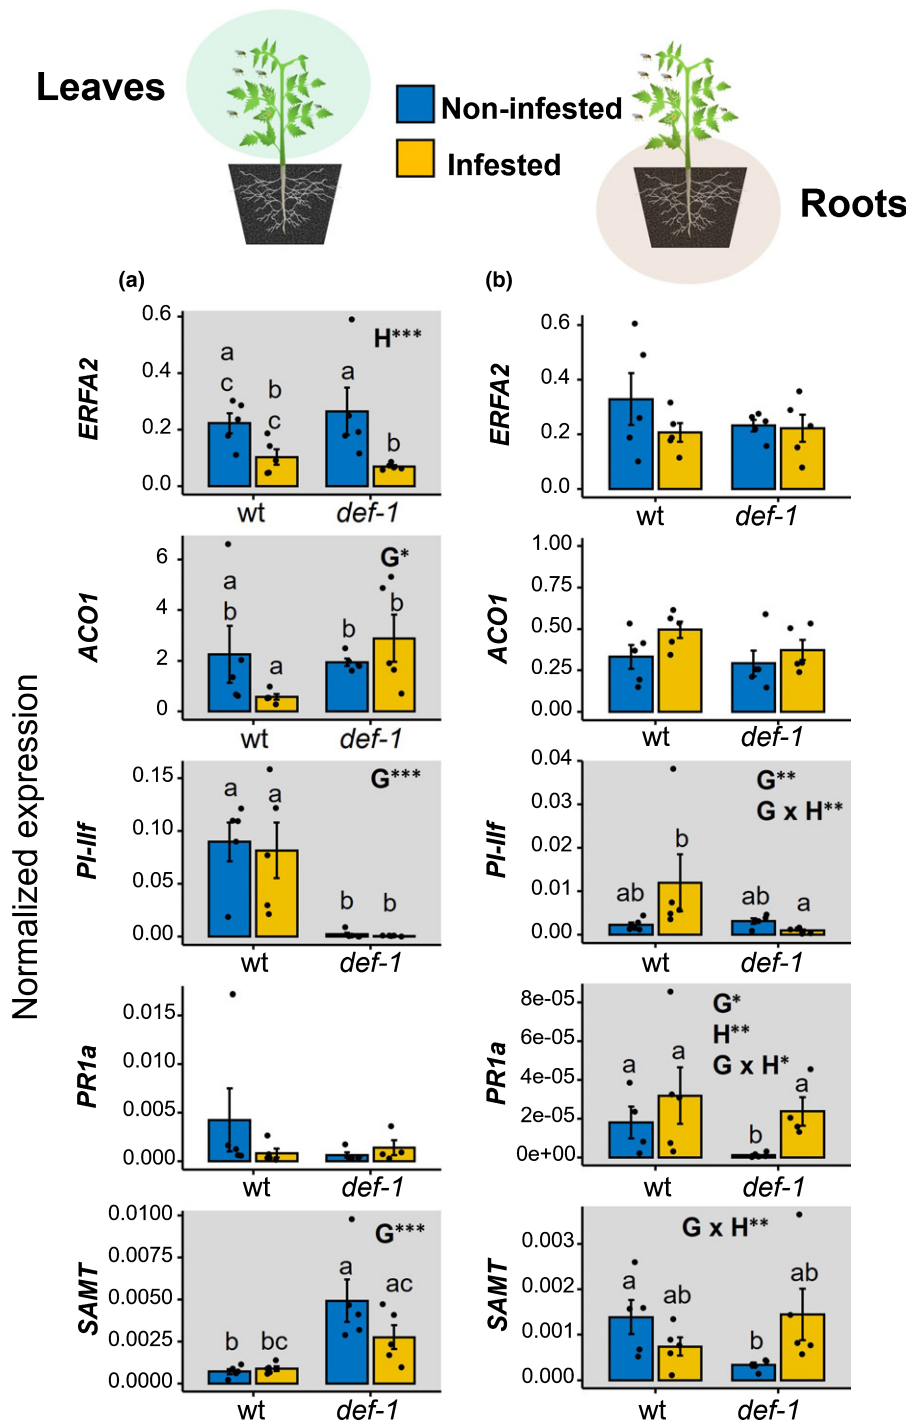 Leaves
Non-infested
Infested
Roots
(a)
(b)
Normalized expression
ERFA2
0.6
0.4
0.2
0.0
H***
a
c
b
c
a
b
wt
def-1
ERFA2
0.6
0.4
0.2
0.0
wt
def-1
ACO1
6
4
2
0
G*
a
b
a
b
b
wt
def-1
ACO1
1.00
0.75
0.50
0.25
0.00
wt
def-1
PI-IIf
0.15
0.10
0.05
0.00
G***
a
a
b
b
wt
def-1
PI-IIf
0.04
0.03
0.02
0.01
0.00
G**
G x H**
ab
b
ab
a
wt
def-1
PR1a
0.015
0.010
0.005
0.000
wt
def-1
PR1a
8e-05
6e-05
4e-05
2e-05
0e+00
G*
H**
G x H*
a
a
b
a
wt
def-1
SAMT
0.0100
0.0075
0.0050
0.0025
0.0000
G***
b
bc
a
ac
wt
def-1
SAMT
0.003
0.002
0.001
0.000
G x H**
a
ab
b
ab
wt
def-1